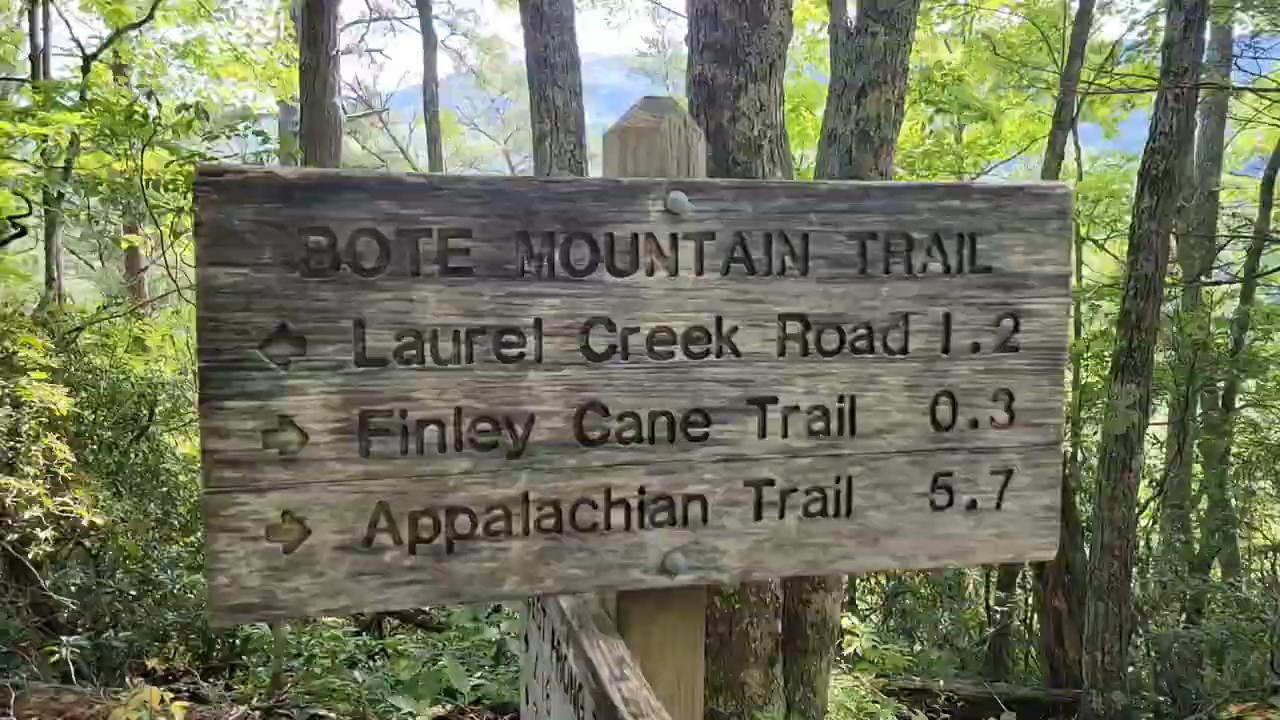 BOTE MOUNTAIN TRAIL
← Laurel Creek Road 1.2
→ Finley Cane Trail 0.3
→ Appalachian Trail 5.7